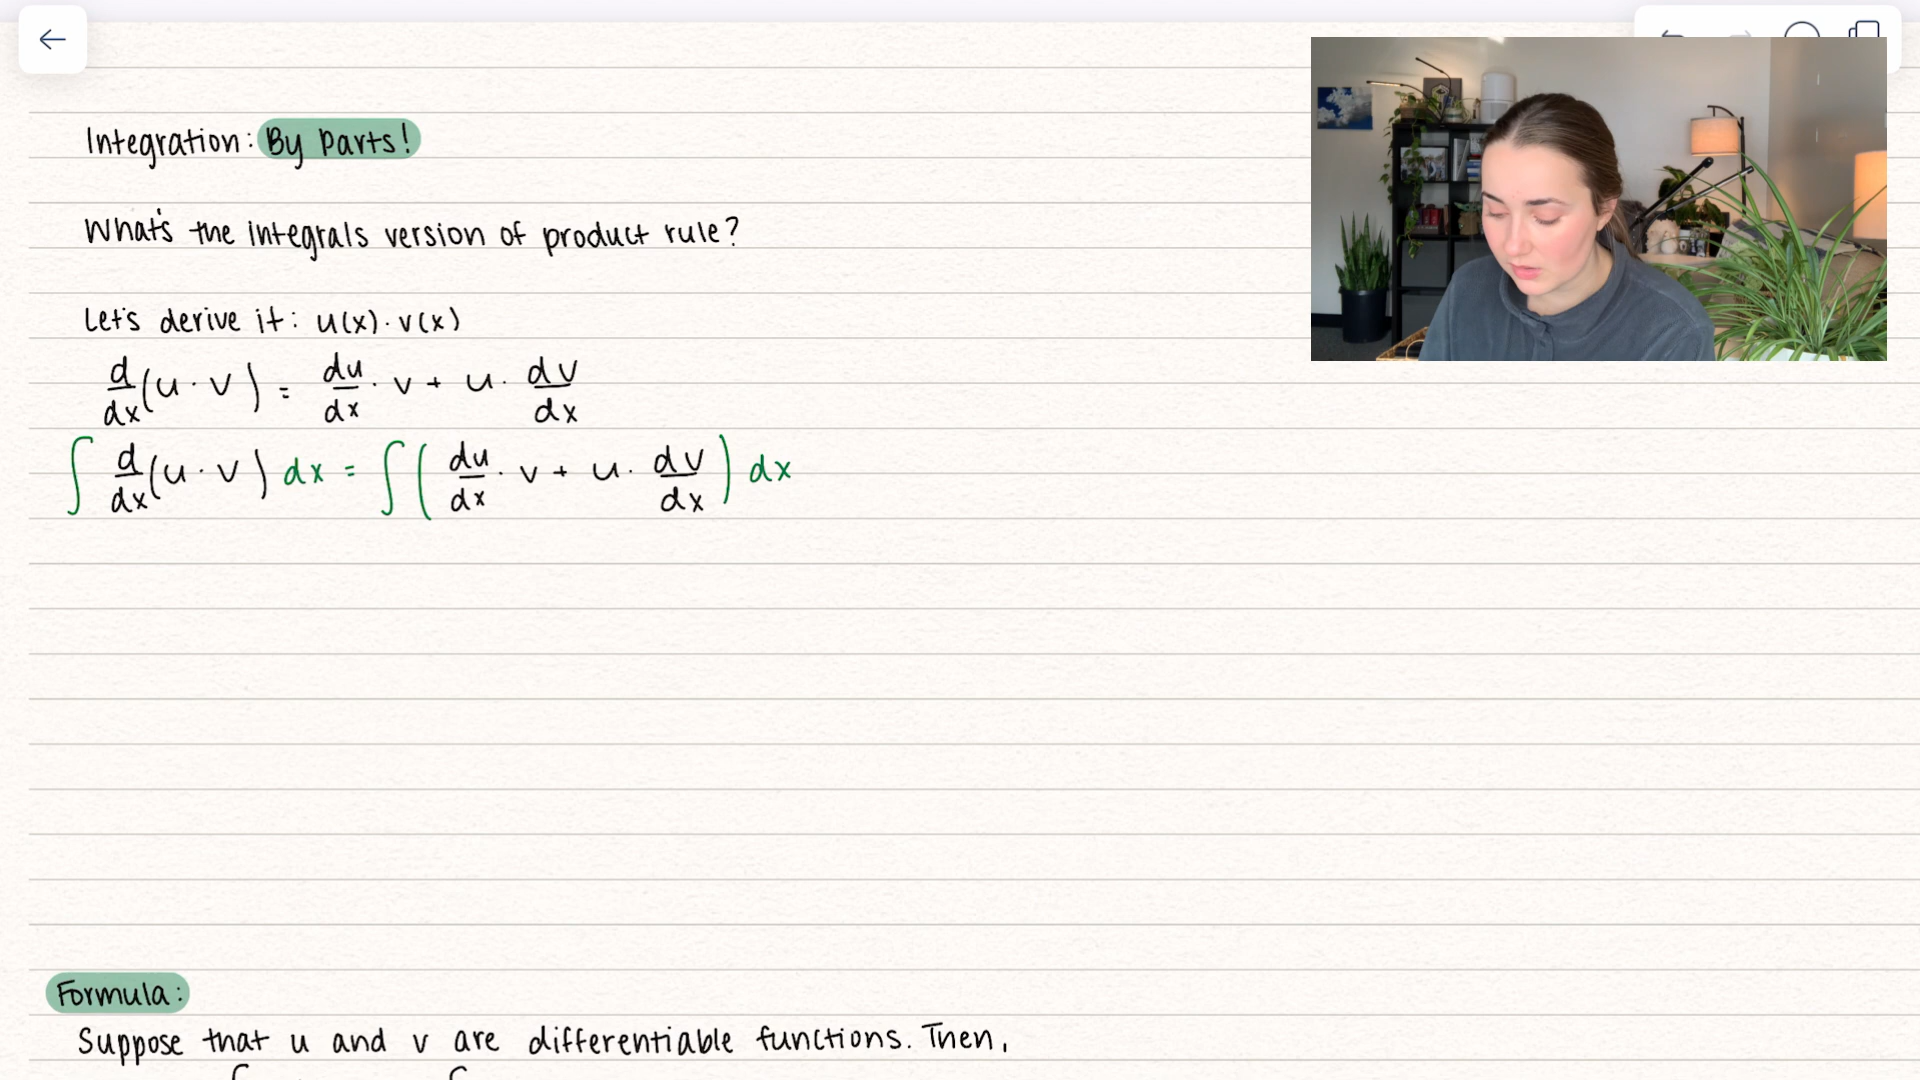 Integration: By Parts!
What's the integrals version of product rule?
Let's derive it: u(x)·v(x)
d/dx (u·v) = du/dx · v + u · dv/dx
∫ d/dx (u·v) dx = ∫ ( du/dx · v + u · dv/dx ) dx
Formula:
Suppose that u and v are differentiable functions. Then,